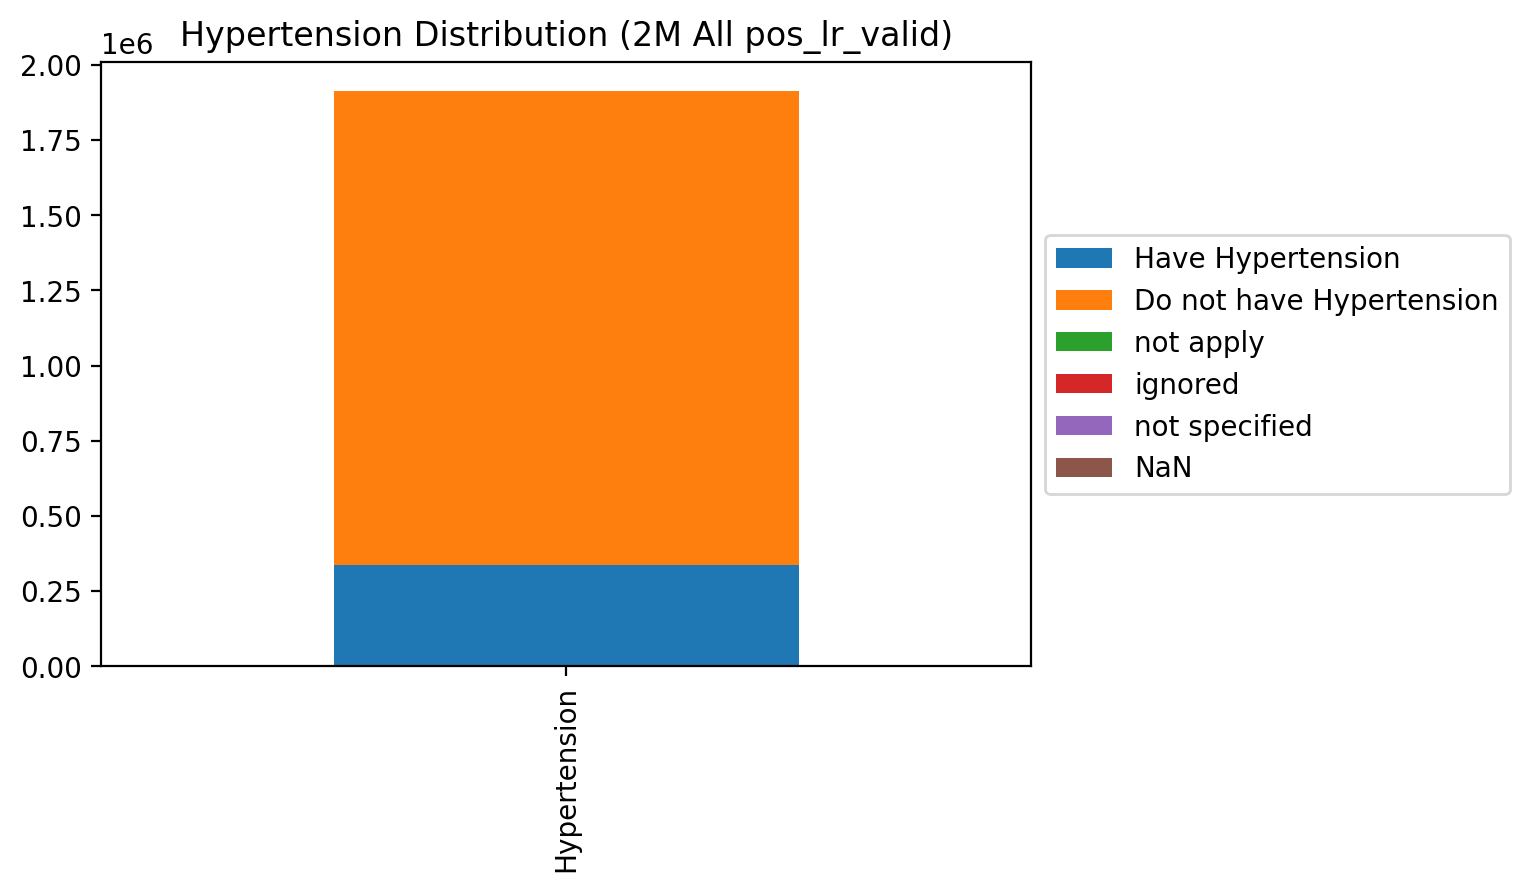 Hypertension Distribution (2M All pos_lr_valid)
1e6
2.00
1.75
1.50
1.25
1.00
0.75
0.50
0.25
0.00
Hypertension
Have Hypertension
Do not have Hypertension
not apply
ignored
not specified
NaN